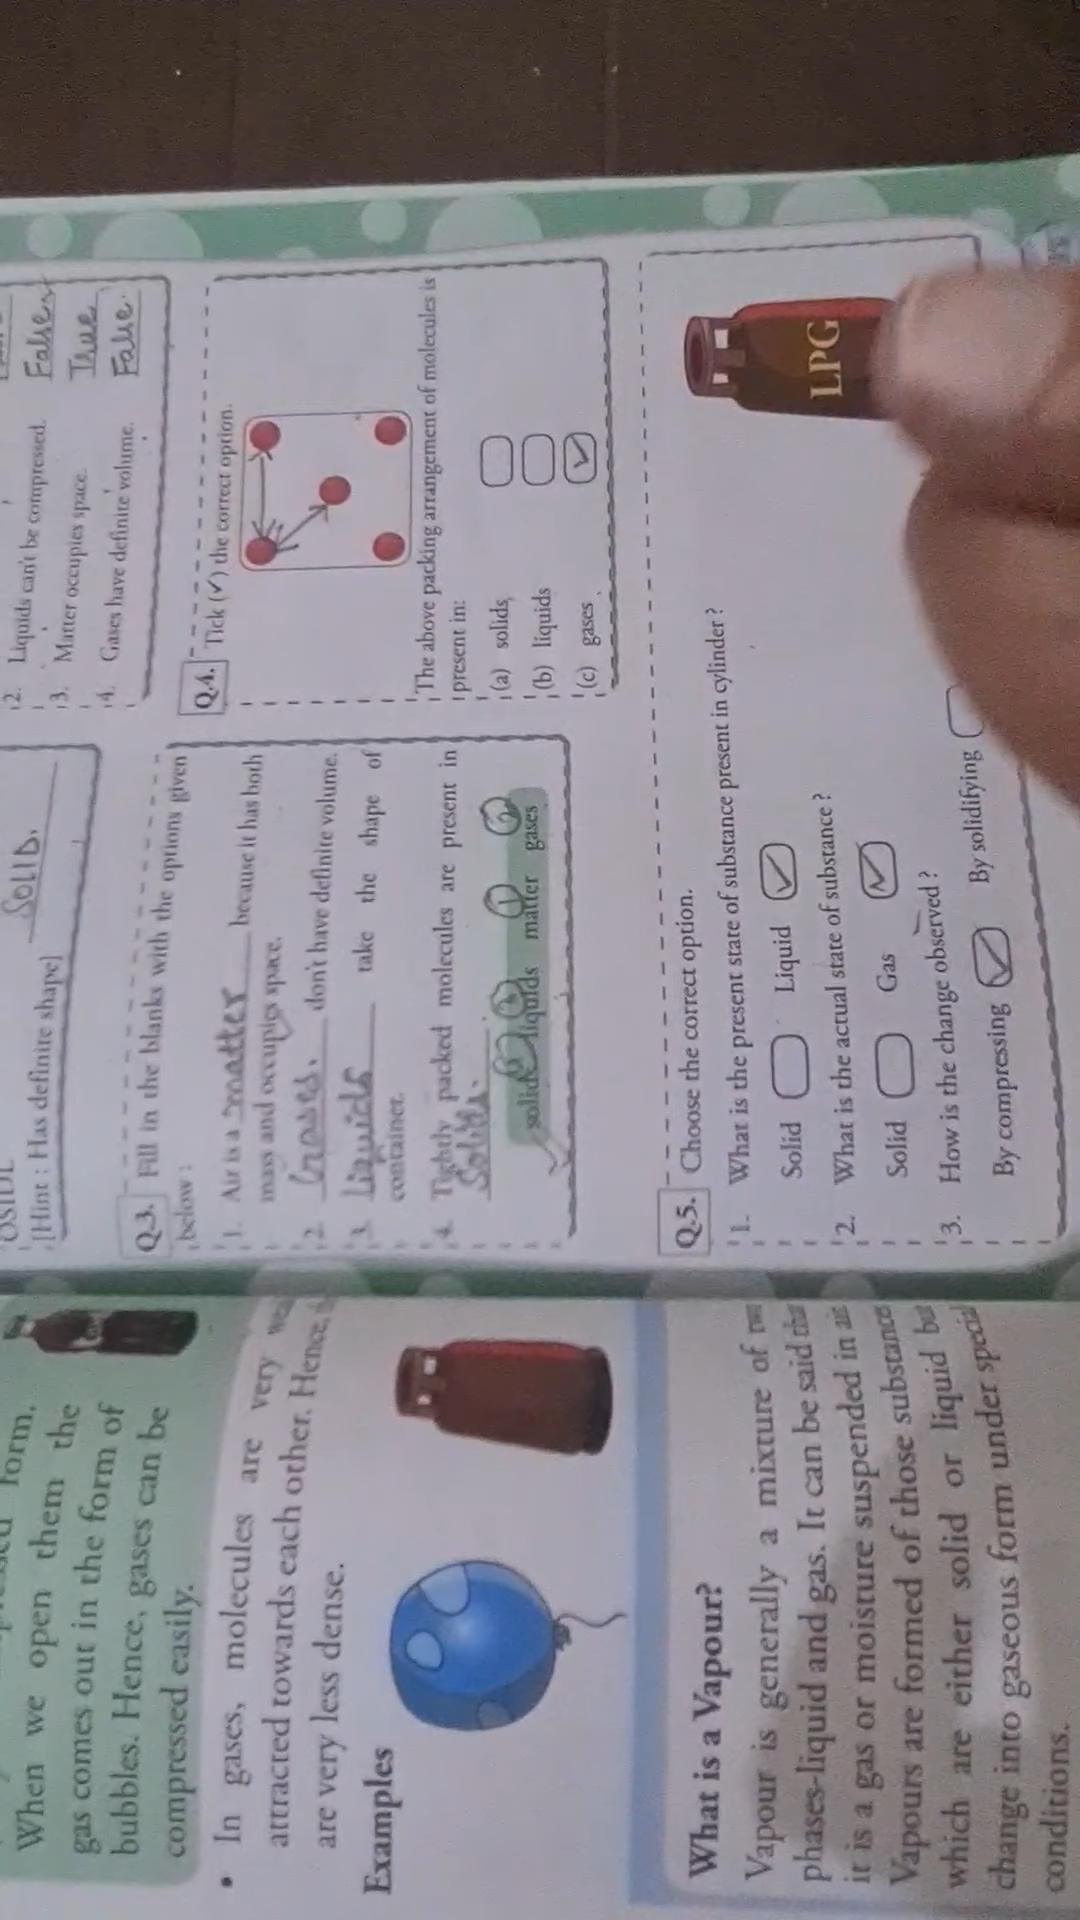 form.
When we open them the
gas comes out in the form of
bubbles. Hence, gases can be
compressed easily.
• In gases, molecules are very
attracted towards each other. Hence,
are very less dense.
Examples
What is a Vapour?
Vapour is generally a mixture of
phases-liquid and gas. It can be said
it is a gas or moisture suspended in
Vapours are formed of those substances
which are either solid or liquid but
change into gaseous form under special
conditions.
SOLID.
[Hint : Has definite shape]
Q.3. Fill in the blanks with the options given
below :
1. Air is a matter because it has both
mass and occupies space.
2. Gases. don't have definite volume.
3. Liquids take the shape of
container.
4. Tightly packed molecules are present in
Solids.
solids liquids matter gases
4 3 1 2
2. Liquids can't be compressed. False
3. Matter occupies space. True
4. Gases have definite volume. False.
Q.4. Tick (✓) the correct option.
The above packing arrangement of molecules is
present in:
(a) solids
(b) liquids
(c) gases ✓
Q.5. Choose the correct option.
1. What is the present state of substance present in cylinder ?
Solid Liquid ✓
2. What is the actual state of substance ?
Solid Gas ✓
3. How is the change observed ?
By compressing ✓ By solidifying
LPG